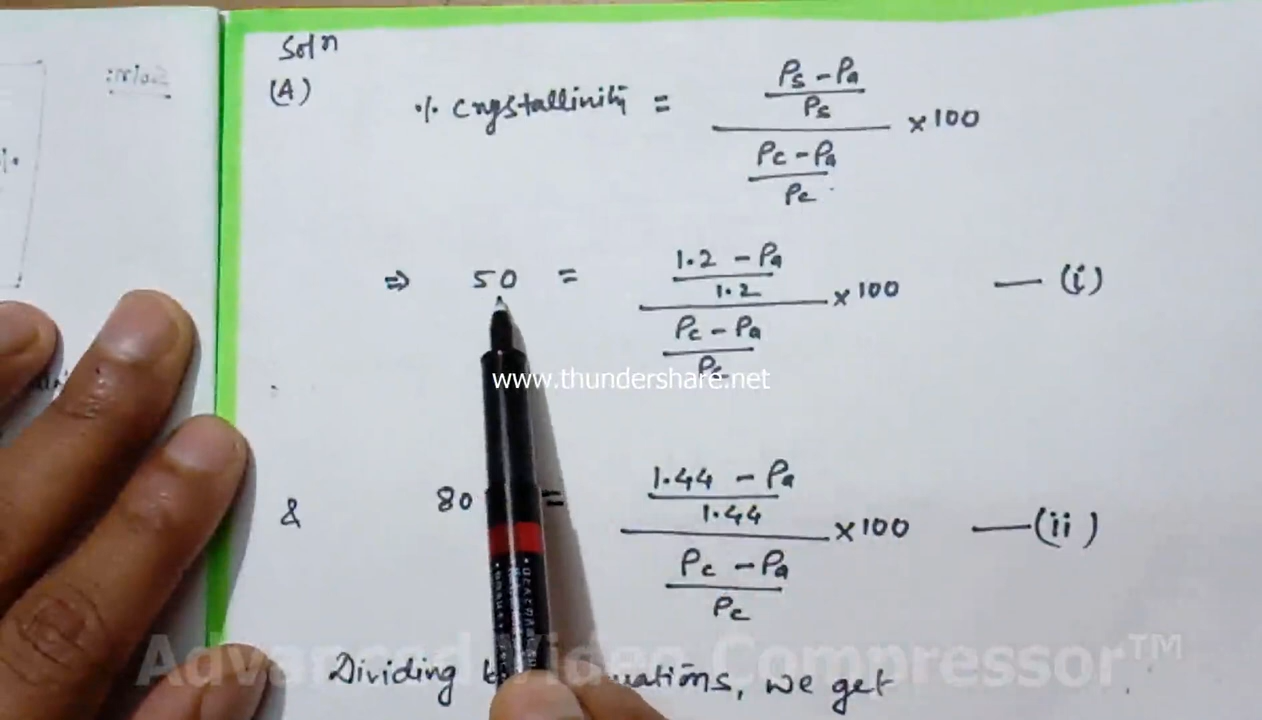 Solⁿ
(A)
% crystallinity = ((ρs - ρa)/ρs) / ((ρc - ρa)/ρc) × 100
⇒ 50 = ((1.2 - ρa)/1.2) / ((ρc - ρa)/ρc) × 100 — (i)
www.thundershare.net
& 80 = ((1.44 - ρa)/1.44) / ((ρc - ρa)/ρc) × 100 — (ii)
Advanced Video Compressor™
Dividing we get